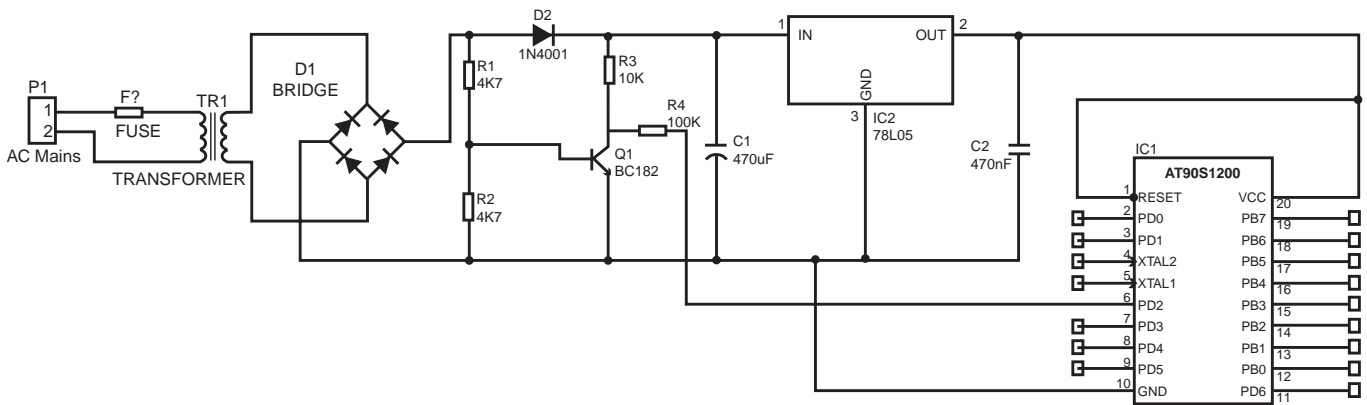 P1
1
2
AC Mains
F?
FUSE
TR1
TRANSFORMER
D1
BRIDGE
R1
4K7
R2
4K7
D2
1N4001
R3
10K
R4
100K
Q1
BC182
C1
470uF
1
IN
OUT
2
GND
3
IC2
78L05
C2
470nF
IC1
AT90S1200
1
RESET
2
PD0
3
PD1
4
XTAL2
5
XTAL1
6
PD2
7
PD3
8
PD4
9
PD5
10
GND
VCC
20
PB7
19
PB6
18
PB5
17
PB4
16
PB3
15
PB2
14
PB1
13
PB0
12
PD6
11